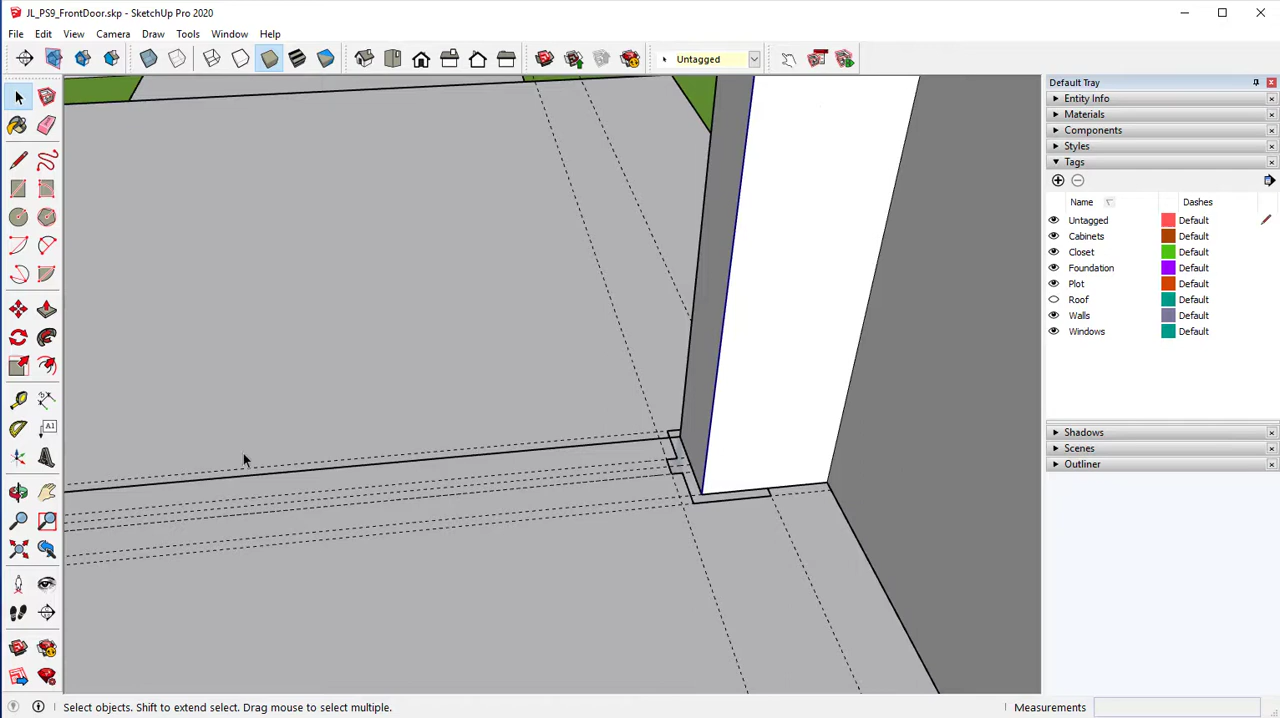 JL_PS9_FrontDoor.skp - SketchUp Pro 2020
File Edit View Camera Draw Tools Window Help
Untagged
Default Tray
Entity Info
Materials
Components
Styles
Tags
Name Dashes
Untagged Default
Cabinets Default
Closet Default
Foundation Default
Plot Default
Roof Default
Walls Default
Windows Default
Shadows
Scenes
Outliner
A1
Select objects. Shift to extend select. Drag mouse to select multiple.
Measurements